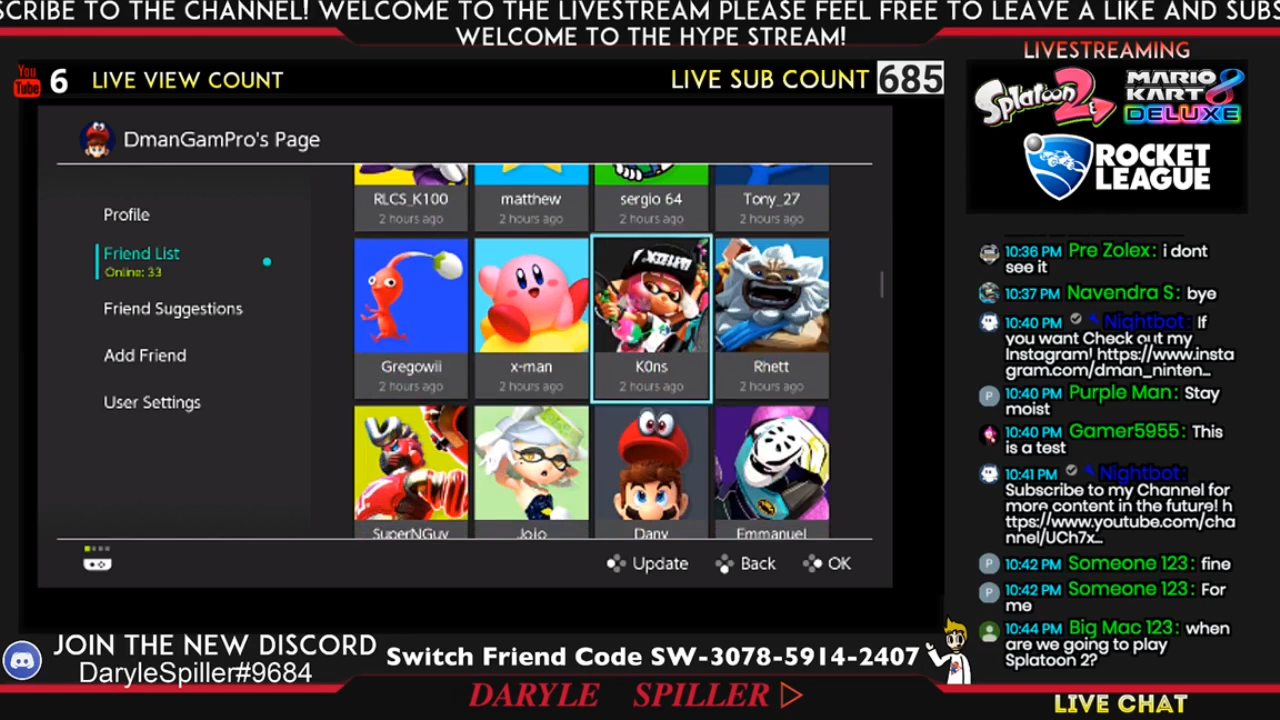 SCRIBE TO THE CHANNEL! WELCOME TO THE LIVESTREAM PLEASE FEEL FREE TO LEAVE A LIKE AND SUBS
WELCOME TO THE HYPE STREAM!
You Tube 6 LIVE VIEW COUNT
LIVE SUB COUNT 685
DmanGamPro's Page
Profile
Friend List
Online: 33
Friend Suggestions
Add Friend
User Settings
RLCS_K100 matthew sergio 64 Tony_27
2 hours ago 2 hours ago 2 hours ago 2 hours ago
Gregowii x-man K0ns Rhett
2 hours ago 2 hours ago 2 hours ago 2 hours ago
SuperNGuy Jojo Dany Emmanuel
Update Back OK
LIVESTREAMING
Splatoon 2
MARIO KART 8 DELUXE
ROCKET LEAGUE
10:36 PM Pre Zolex: i dont
see it
10:37 PM Navendra S: bye
10:40 PM Nightbot: If
you want Check out my
Instagram! https://www.insta
gram.com/dman_ninten...
10:40 PM Purple Man: Stay
moist
10:40 PM Gamer5955: This
is a test
10:41 PM Nightbot:
Subscribe to my Channel for
more content in the future! h
ttps://www.youtube.com/cha
nnel/UCh7x...
10:42 PM Someone 123: fine
10:42 PM Someone 123: For
me
10:44 PM Big Mac 123: when
are we going to play
Splatoon 2?
LIVE CHAT
JOIN THE NEW DISCORD
DaryleSpiller#9684
Switch Friend Code SW-3078-5914-2407
DARYLE SPILLER